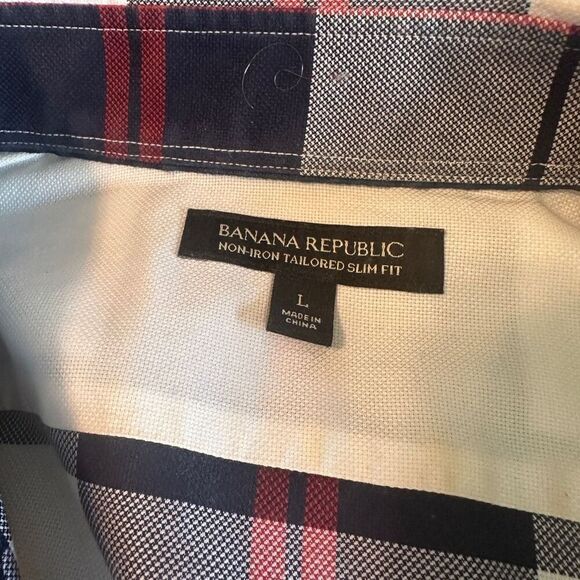 BANANA REPUBLIC
NON-IRON TAILORED SLIM FIT
L
MADE IN
CHINA